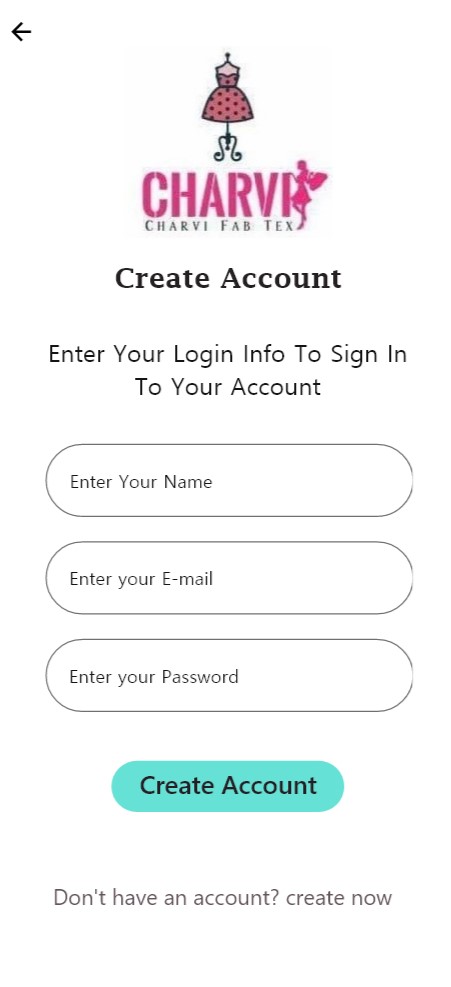 CHARVI
CHARVI FAB TEX
Create Account
Enter Your Login Info To Sign In
To Your Account
Enter Your Name
Enter your E-mail
Enter your Password
Create Account
Don't have an account? create now